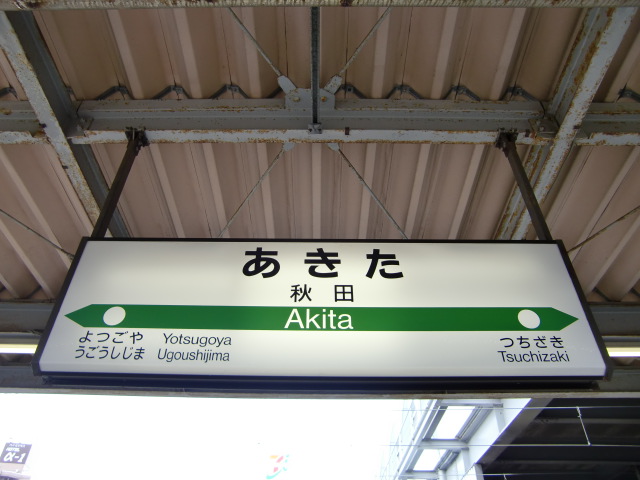 あきた
秋田
Akita
よつごや Yotsugoya
うごうしじま Ugoushijima
つちざき
Tsuchizaki
α-1